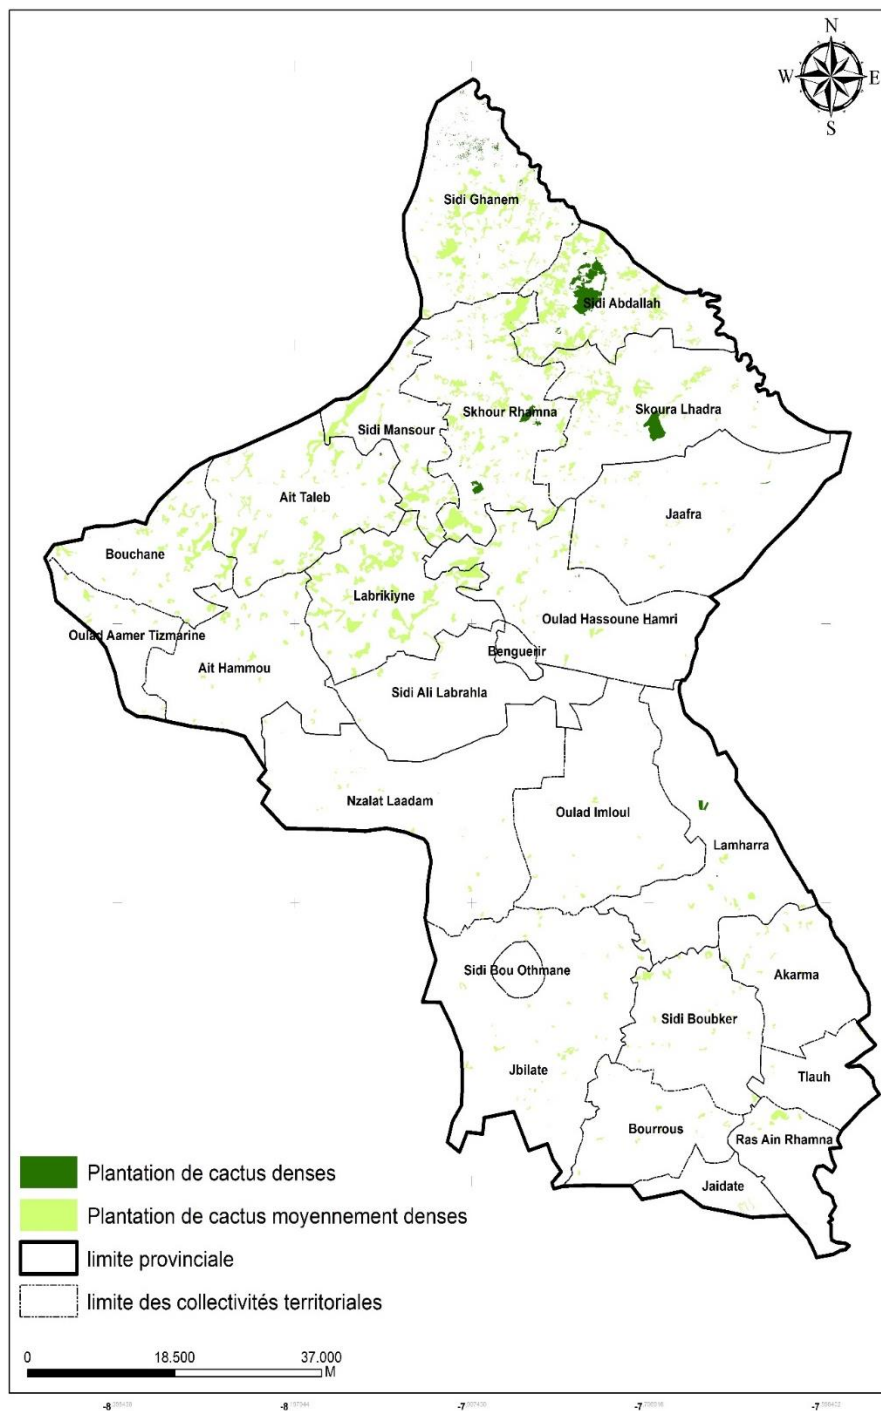 N
W E
S
Sidi Ghanem
Sidi Abdallah
Skhour Rhamna
Skoura Lhadra
Sidi Mansour
Ait Taleb
Jaafra
Bouchane
Labrikiyne
Oulad Hassoune Hamri
Oulad Aamer Tizmarine
Benguerir
Ait Hammou
Sidi Ali Labrahla
Nzalat Laadam
Oulad Imloul
Lamharra
Sidi Bou Othmane
Akarma
Sidi Boubker
Jbilate
Tlauh
Bourrous
Ras Ain Rhamna
Jaidate
Plantation de cactus denses
Plantation de cactus moyennement denses
limite provinciale
limite des collectivités territoriales
0 18.500 37.000
M